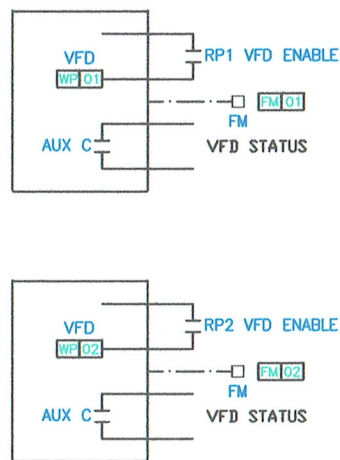 VFD
RP1 VFD ENABLE
WP 01
FM 01
FM
AUX C
VFD STATUS
VFD
RP2 VFD ENABLE
WP 02
FM 02
FM
AUX C
VFD STATUS